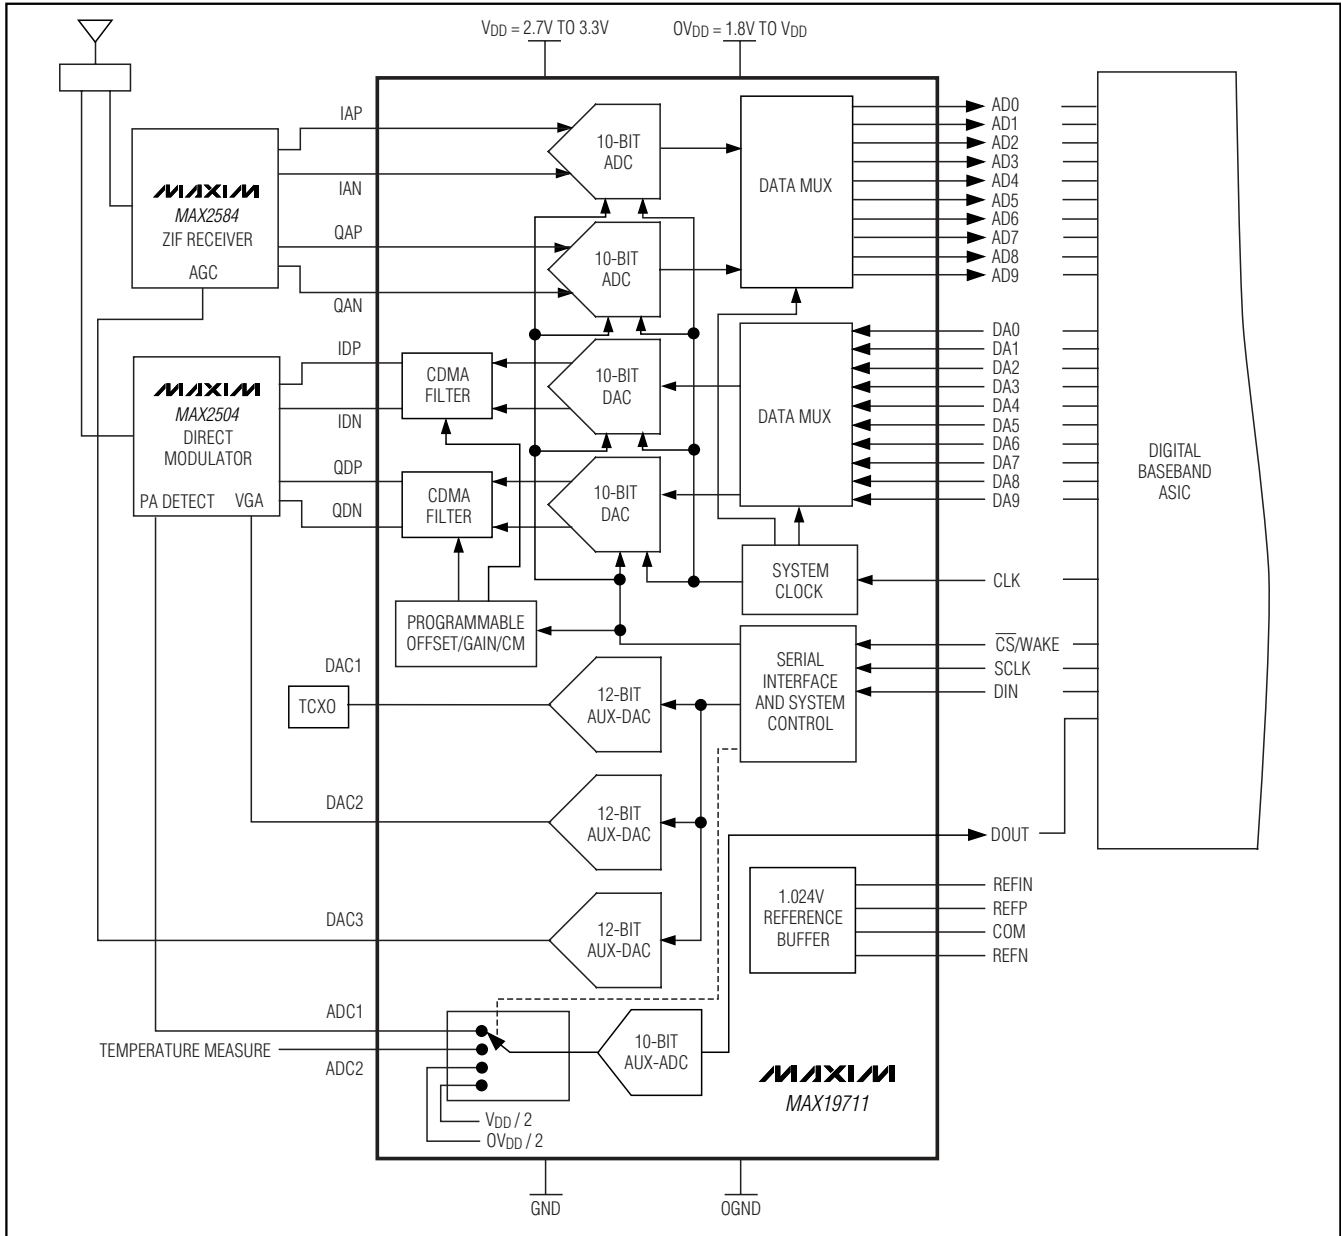 VDD = 2.7V TO 3.3V
OVDD = 1.8V TO VDD
MAXIM
MAX2584
ZIF RECEIVER
AGC
IAP
IAN
QAP
QAN
10-BIT
ADC
10-BIT
ADC
DATA MUX
AD0
AD1
AD2
AD3
AD4
AD5
AD6
AD7
AD8
AD9
MAXIM
MAX2504
DIRECT
MODULATOR
PA DETECT
VGA
IDP
IDN
QDP
QDN
CDMA
FILTER
CDMA
FILTER
10-BIT
DAC
10-BIT
DAC
DATA MUX
DA0
DA1
DA2
DA3
DA4
DA5
DA6
DA7
DA8
DA9
DIGITAL
BASEBAND
ASIC
SYSTEM
CLOCK
CLK
PROGRAMMABLE
OFFSET/GAIN/CM
SERIAL
INTERFACE
AND SYSTEM
CONTROL
CS/WAKE
SCLK
DIN
DAC1
TCXO
12-BIT
AUX-DAC
DAC2
12-BIT
AUX-DAC
DOUT
DAC3
12-BIT
AUX-DAC
1.024V
REFERENCE
BUFFER
REFIN
REFP
COM
REFN
ADC1
TEMPERATURE MEASURE
ADC2
10-BIT
AUX-ADC
VDD / 2
OVDD / 2
MAXIM
MAX19711
GND
OGND